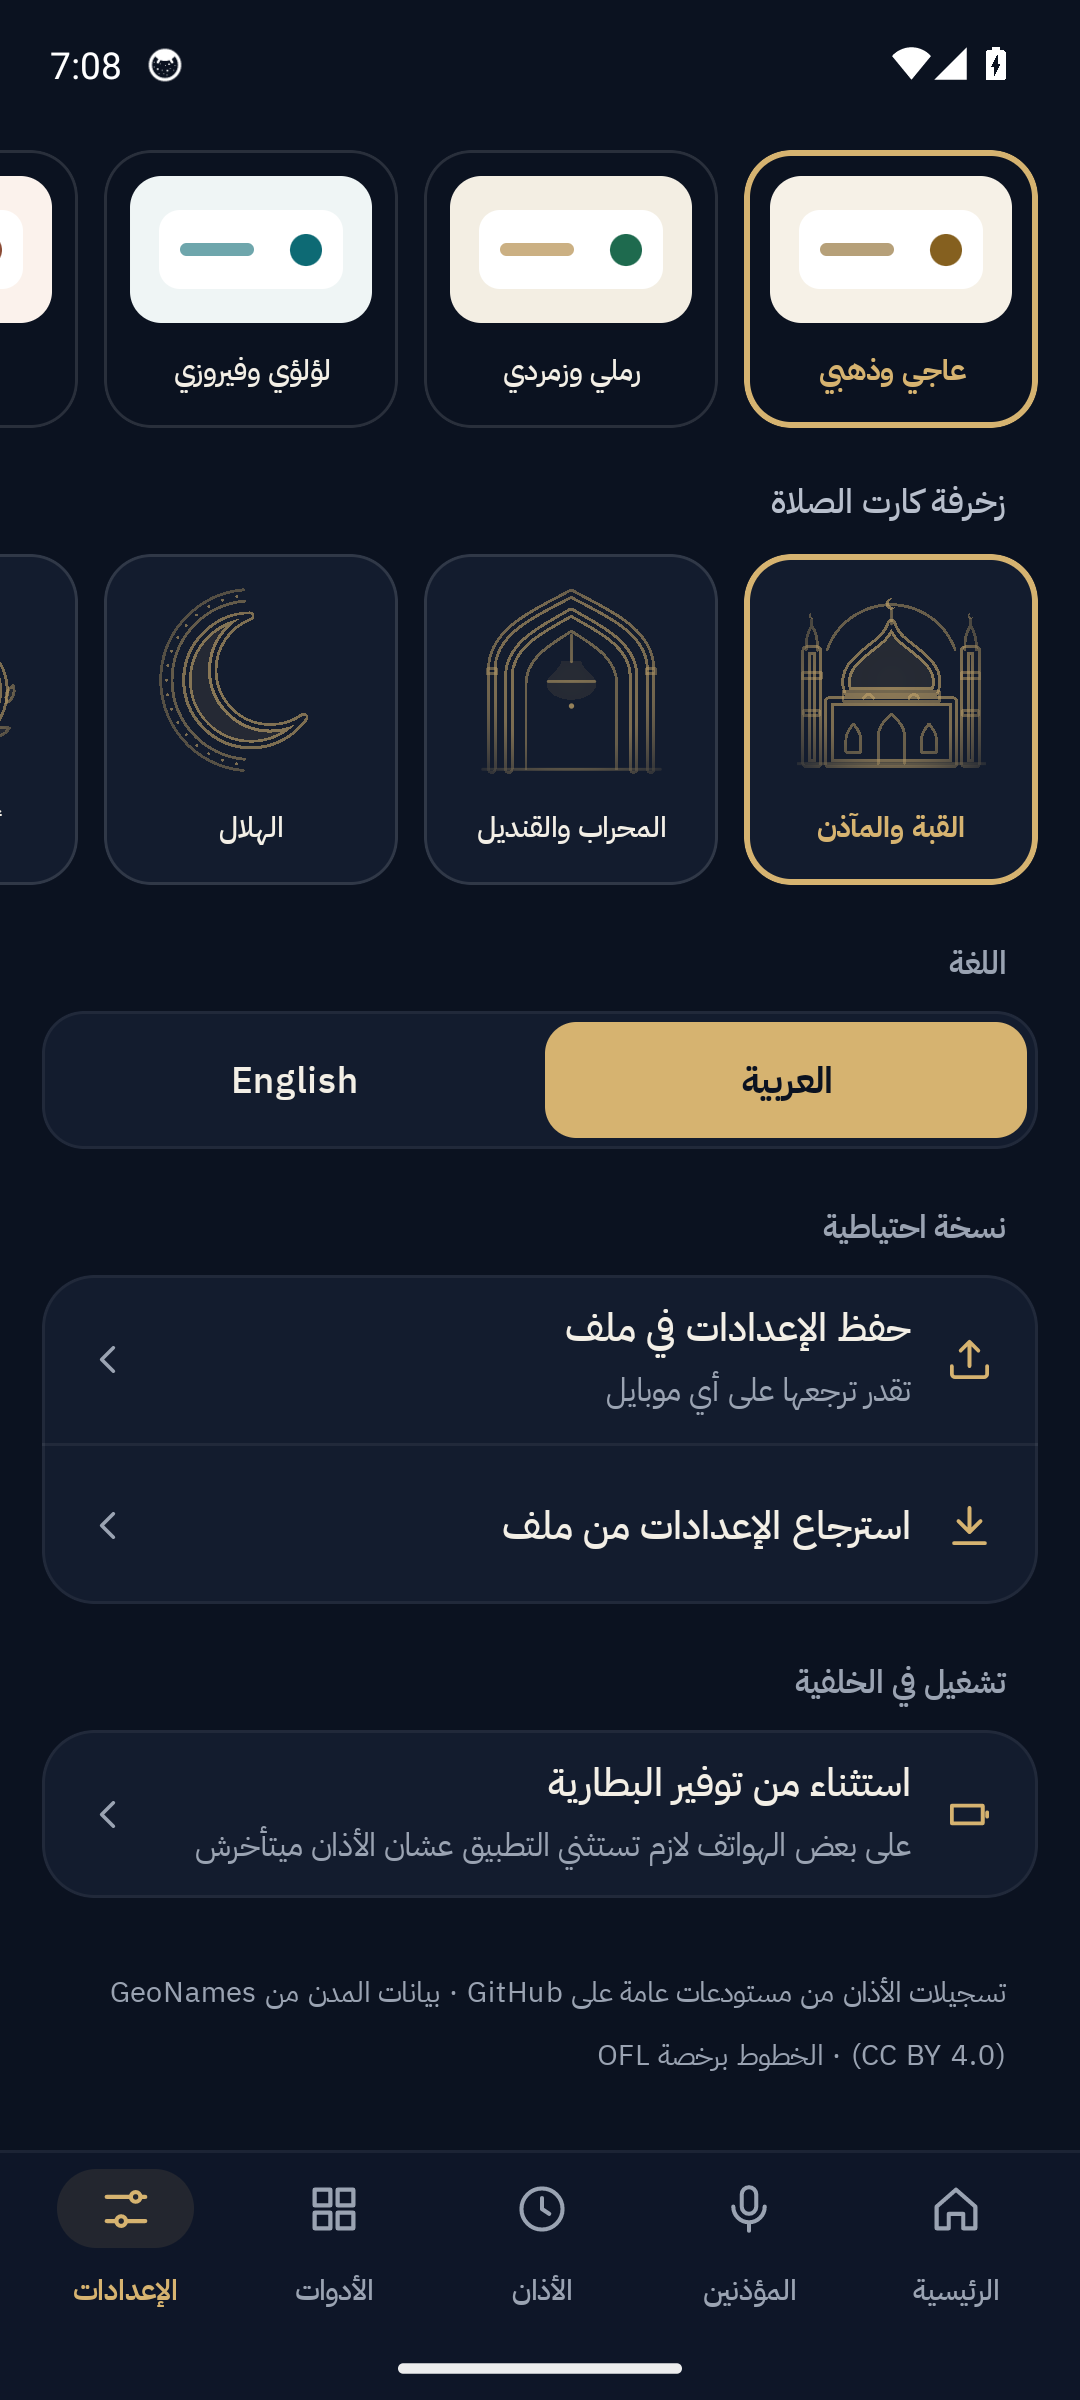 7:08
عاجي وذهبي
رملي وزمردي
لؤلؤي وفيروزي
زخرفة كارت الصلاة
القبة والمآذن
المحراب والقنديل
الهلال
اللغة
العربية
English
نسخة احتياطية
حفظ الإعدادات في ملف
تقدر ترجعها على أي موبايل
استرجاع الإعدادات من ملف
تشغيل في الخلفية
استثناء من توفير البطارية
على بعض الهواتف لازم تستثني التطبيق عشان الأذان ميتأخرش
تسجيلات الأذان من مستودعات عامة على GitHub · بيانات المدن من GeoNames
(CC BY 4.0) · الخطوط برخصة OFL
الرئيسية
المؤذنين
الأذان
الأدوات
الإعدادات